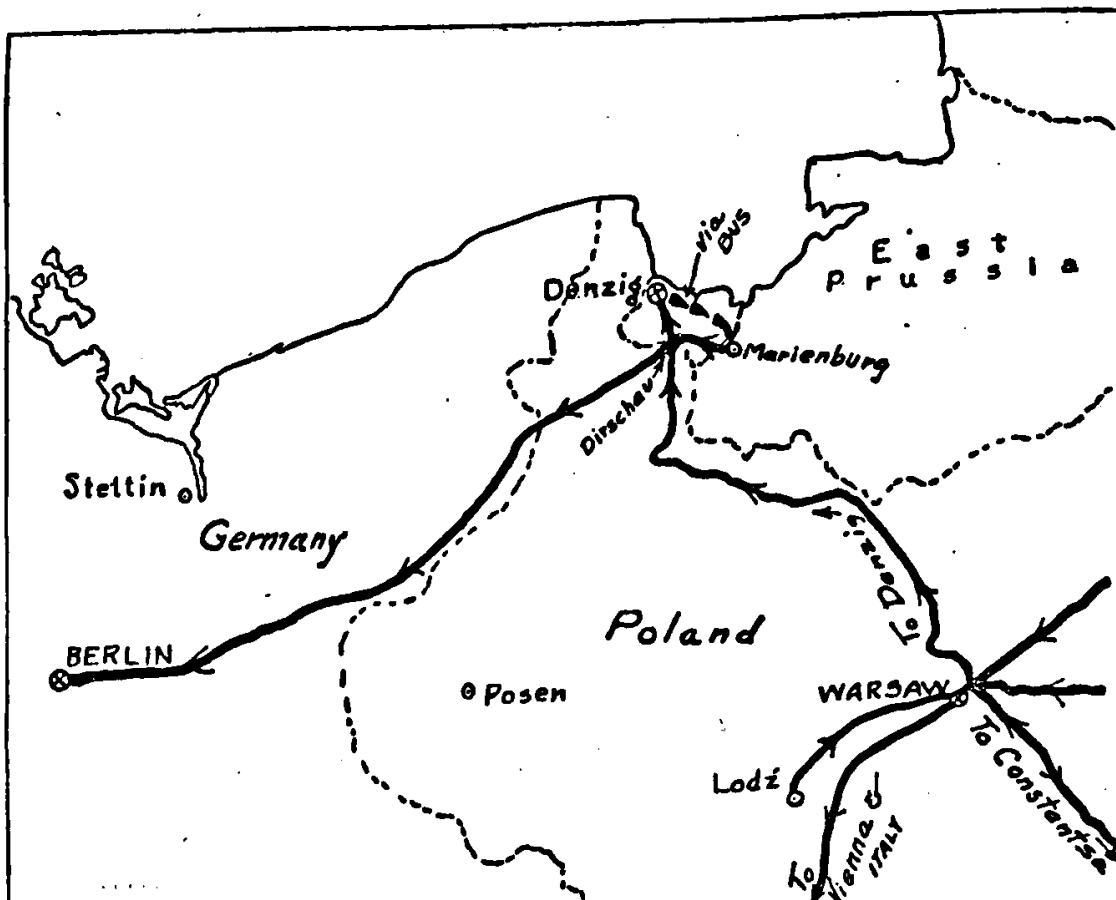 via
BUS
East
Prussia
Danzig
Marienburg
Dirschau
Stettin
Germany
To Danzig
Poland
BERLIN
Posen
WARSAW
To Constantsa
Lodź
To
Vienna
ITALY